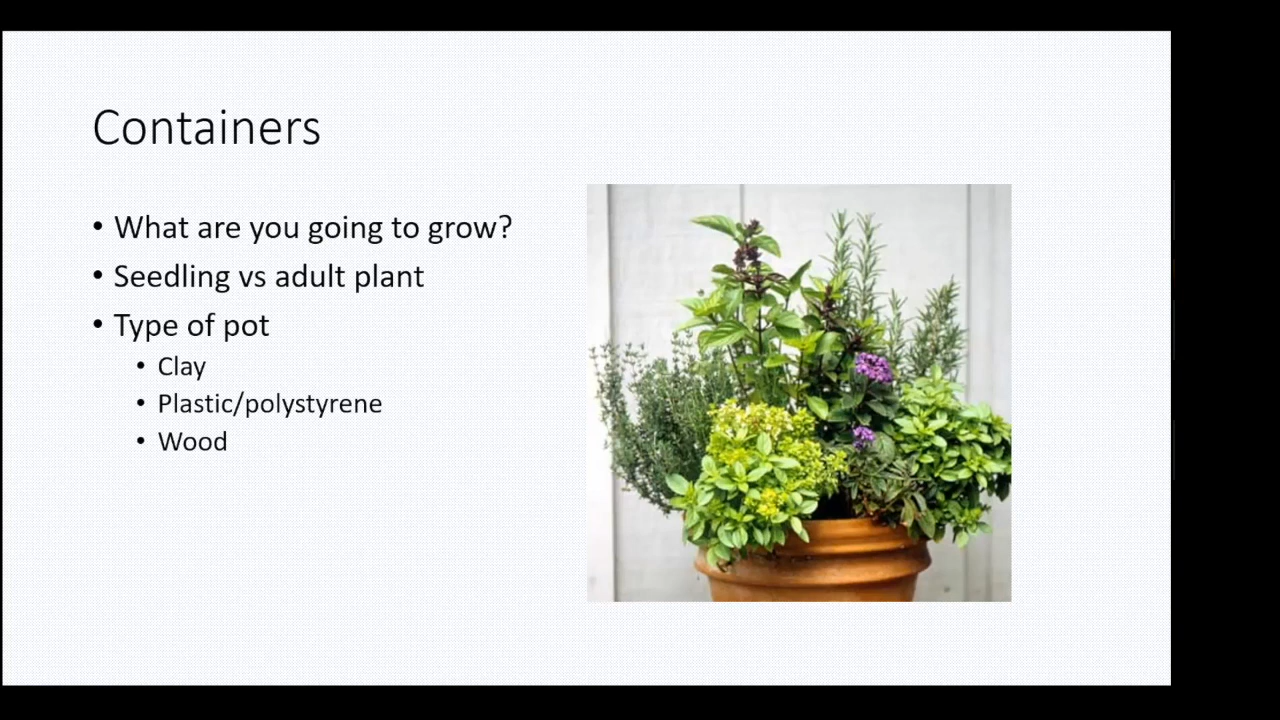 Containers
• What are you going to grow?
• Seedling vs adult plant
• Type of pot
• Clay
• Plastic/polystyrene
• Wood